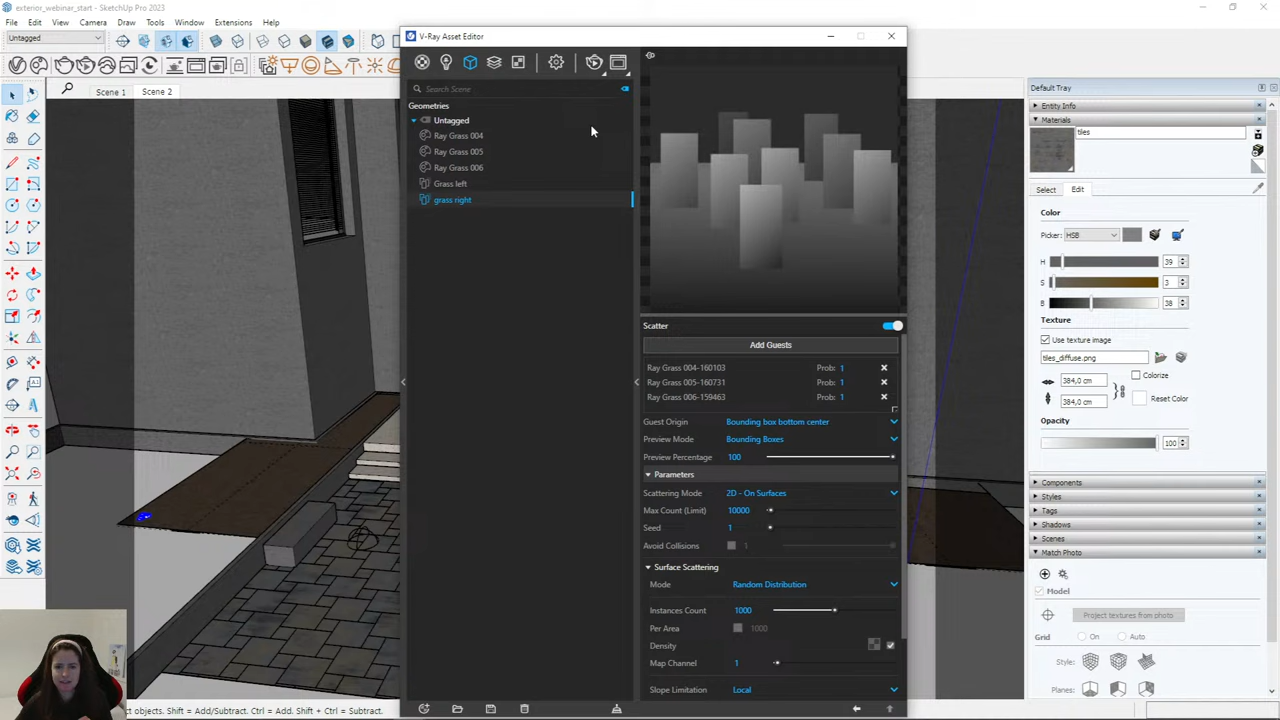 exterior_webinar_start - SketchUp Pro 2023
File Edit View Camera Draw Tools Window Extensions Help
Untagged
Scene 1 Scene 2
V-Ray Asset Editor
Search Scene
Geometries
Untagged
Ray Grass 004
Ray Grass 005
Ray Grass 006
Grass left
grass right
Scatter
Add Guests
Ray Grass 004-160103 Prob: 1
Ray Grass 005-160731 Prob: 1
Ray Grass 006-159463 Prob: 1
Guest Origin Bounding box bottom center
Preview Mode Bounding Boxes
Preview Percentage 100
Parameters
Scattering Mode 2D - On Surfaces
Max Count (Limit) 10000
Seed 1
Avoid Collisions 1
Surface Scattering
Mode Random Distribution
Instances Count 1000
Per Area 1000
Density
Map Channel 1
Slope Limitation Local
Default Tray
Entity Info
Materials
tiles
Select Edit
Color
Picker: HSB
H 39
S 3
B 38
Texture
Use texture image
tiles_diffuse.png
384,0 cm Colorize
384,0 cm Reset Color
Opacity
100
Components
Styles
Tags
Shadows
Scenes
Match Photo
Model
Project textures from photo
Grid On Auto
Style:
Planes:
ct objects. Shift = Add/Subtract. Ctrl = Add. Shift + Ctrl = Subtract.